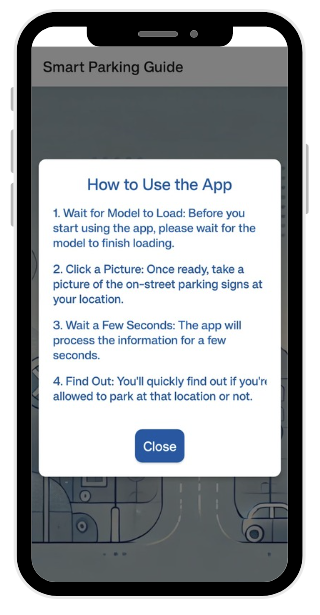 Smart Parking Guide
How to Use the App
1. Wait for Model to Load: Before you
start using the app, please wait for the
model to finish loading.
2. Click a Picture: Once ready, take a
picture of the on-street parking signs at
your location.
3. Wait a Few Seconds: The app will
process the information for a few
seconds.
4. Find Out: You'll quickly find out if you're
allowed to park at that location or not.
Close